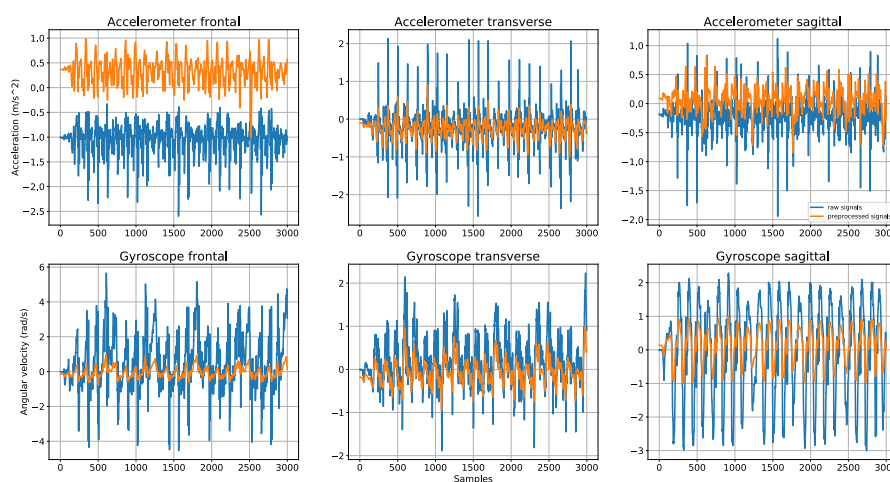 Accelerometer frontal
Accelerometer transverse
Accelerometer sagittal
Acceleration (m/s^2)
1.0
0.5
0.0
−0.5
−1.0
−1.5
−2.0
−2.5
0 500 1000 1500 2000 2500 3000
2
1
0
−1
−2
0 500 1000 1500 2000 2500 3000
1.0
0.5
0.0
−0.5
−1.0
−1.5
−2.0
0 500 1000 1500 2000 2500 3000
raw signals
preprocessed signals
Gyroscope frontal
Gyroscope transverse
Gyroscope sagittal
Angular velocity (rad/s)
6
4
2
0
−2
−4
0 500 1000 1500 2000 2500 3000
2
1
0
−1
−2
0 500 1000 1500 2000 2500 3000
2
1
0
−1
−2
−3
0 500 1000 1500 2000 2500 3000
Samples